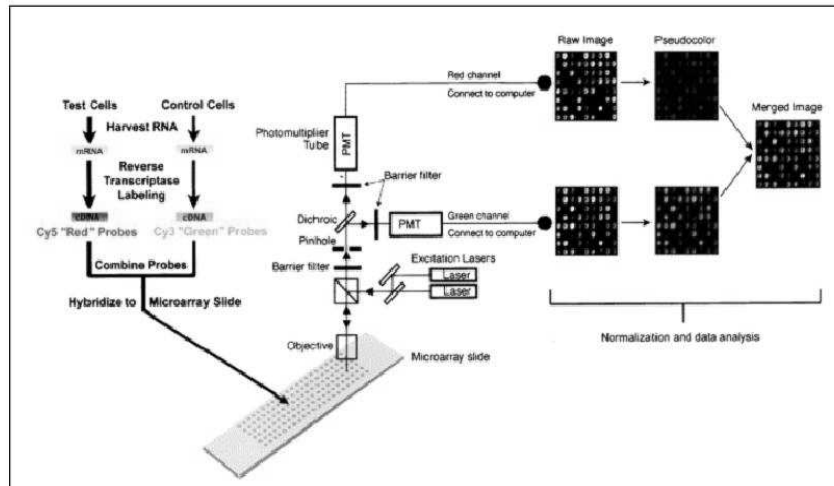 Test Cells
Control Cells
Harvest RNA
mRNA
mRNA
Reverse
Transcriptase
Labeling
cDNA
cDNA
Cy5 "Red" Probes
Cy3 "Green" Probes
Combine Probes
Hybridize to
Microarray Slide
Photomultiplier
Tube
PMT
Barrier filter
Dichroic
PMT
Pinhole
Barrier filter
Excitation Lasers
Laser
Laser
Objective
Microarray slide
Red channel
Connect to computer
Green channel
Connect to computer
Raw Image
Pseudocolor
Merged Image
Normalization and data analysis